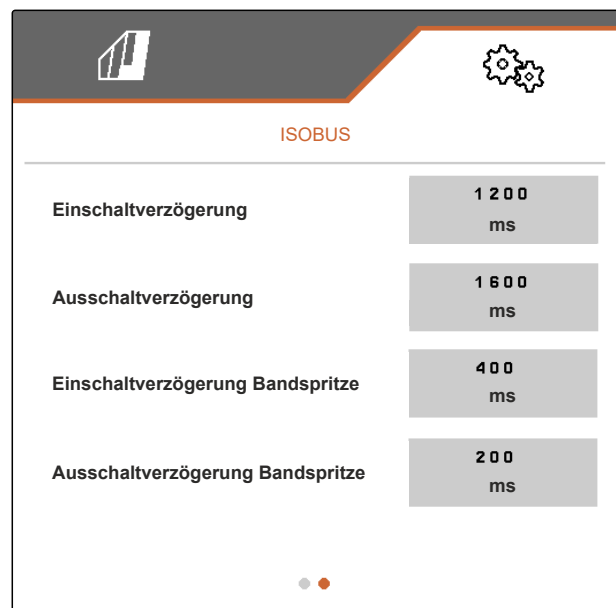 ISOBUS
Einschaltverzögerung
1200
ms
Ausschaltverzögerung
1600
ms
Einschaltverzögerung Bandspritze
400
ms
Ausschaltverzögerung Bandspritze
200
ms